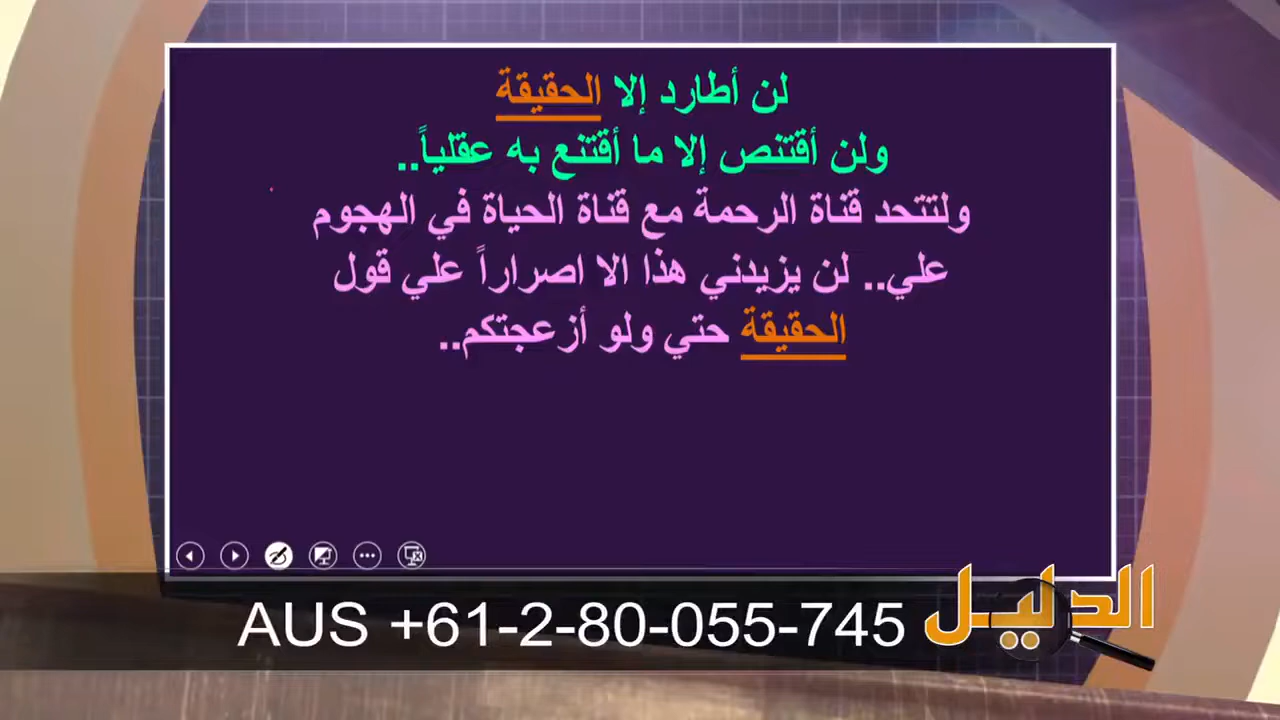 لن أطارد إلا الحقيقة
ولن أقتنص إلا ما أقتنع به عقلياً..
ولتتحد قناة الرحمة مع قناة الحياة في الهجوم
علي.. لن يزيدني هذا الا اصراراً علي قول
الحقيقة حتي ولو أزعجتكم..
AUS +61-2-80-055-745
الدليل